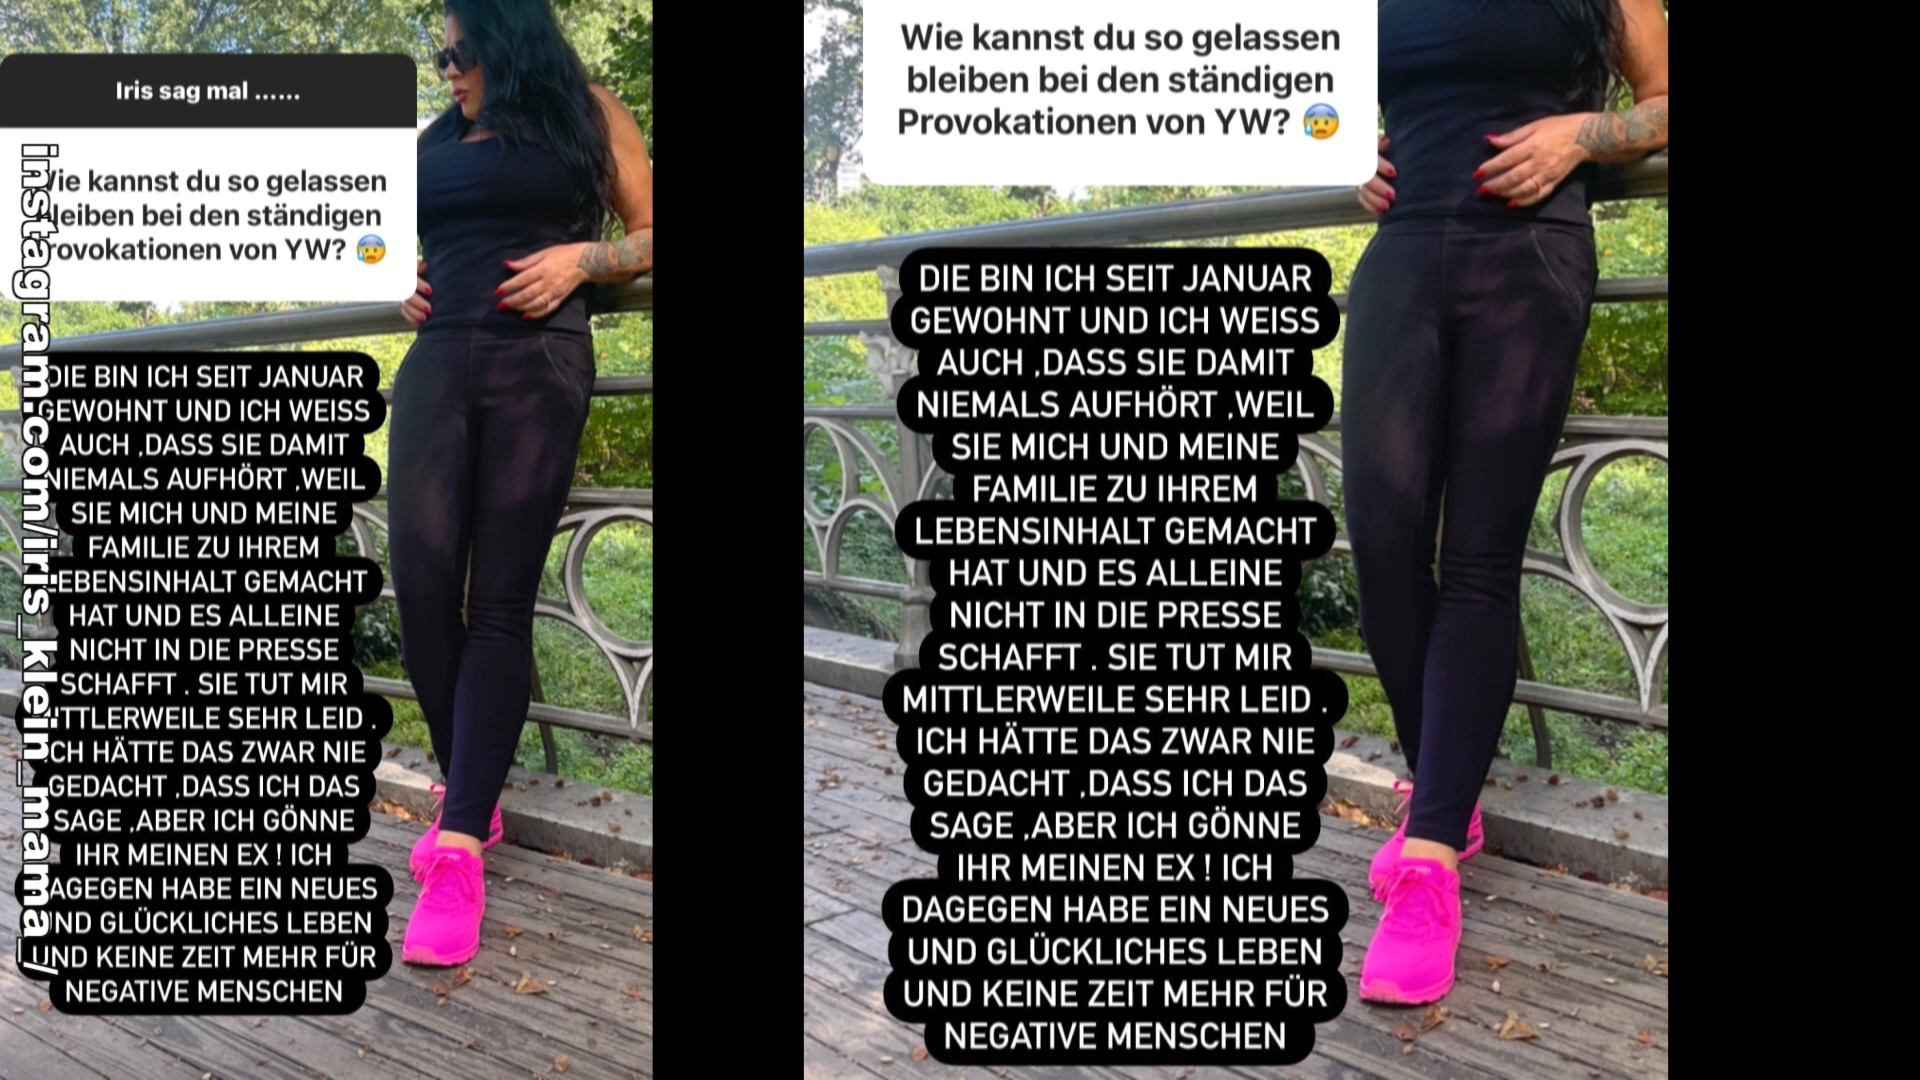 Iris sag mal ......
Wie kannst du so gelassen
bleiben bei den ständigen
Provokationen von YW? 😰
DIE BIN ICH SEIT JANUAR
GEWOHNT UND ICH WEISS
AUCH ,DASS SIE DAMIT
NIEMALS AUFHÖRT ,WEIL
SIE MICH UND MEINE
FAMILIE ZU IHREM
LEBENSINHALT GEMACHT
HAT UND ES ALLEINE
NICHT IN DIE PRESSE
SCHAFFT . SIE TUT MIR
MITTLERWEILE SEHR LEID .
ICH HÄTTE DAS ZWAR NIE
GEDACHT ,DASS ICH DAS
SAGE ,ABER ICH GÖNNE
IHR MEINEN EX ! ICH
DAGEGEN HABE EIN NEUES
UND GLÜCKLICHES LEBEN
UND KEINE ZEIT MEHR FÜR
NEGATIVE MENSCHEN
instagram.com/iris_klein_mama_/
Wie kannst du so gelassen
bleiben bei den ständigen
Provokationen von YW? 😰
DIE BIN ICH SEIT JANUAR
GEWOHNT UND ICH WEISS
AUCH ,DASS SIE DAMIT
NIEMALS AUFHÖRT ,WEIL
SIE MICH UND MEINE
FAMILIE ZU IHREM
LEBENSINHALT GEMACHT
HAT UND ES ALLEINE
NICHT IN DIE PRESSE
SCHAFFT . SIE TUT MIR
MITTLERWEILE SEHR LEID .
ICH HÄTTE DAS ZWAR NIE
GEDACHT ,DASS ICH DAS
SAGE ,ABER ICH GÖNNE
IHR MEINEN EX ! ICH
DAGEGEN HABE EIN NEUES
UND GLÜCKLICHES LEBEN
UND KEINE ZEIT MEHR FÜR
NEGATIVE MENSCHEN